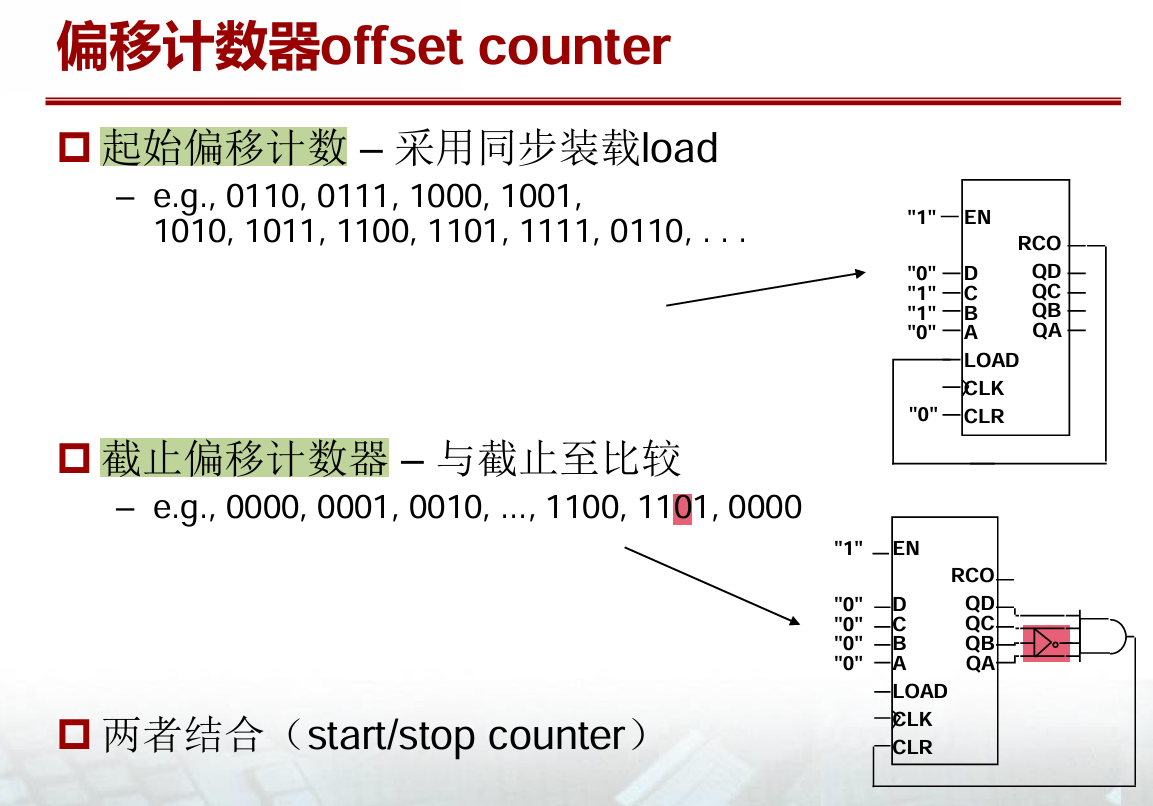 偏移计数器offset counter
起始偏移计数 – 采用同步装载load
– e.g., 0110, 0111, 1000, 1001,
1010, 1011, 1100, 1101, 1111, 0110, . . .
"1" EN
RCO
"0" D QD
"1" C QC
"1" B QB
"0" A QA
LOAD
CLK
"0" CLR
截止偏移计数器 – 与截止至比较
– e.g., 0000, 0001, 0010, ..., 1100, 1101, 0000
"1" EN
RCO
"0" D QD
"0" C QC
"0" B QB
"0" A QA
LOAD
CLK
CLR
两者结合（start/stop counter）